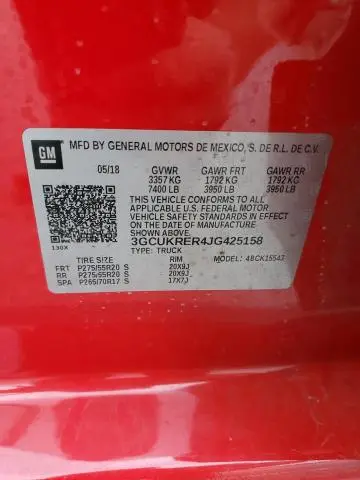 GM
MFD BY GENERAL MOTORS DE MEXICO, S. DE R.L. DE C.V.
05/18 GVWR GAWR FRT GAWR RR
3357 KG 1792 KG 1792 KG
7400 LB 3950 LB 3950 LB
THIS VEHICLE CONFORMS TO ALL
APPLICABLE U.S. FEDERAL MOTOR
VEHICLE SAFETY STANDARDS IN EFFECT
ON THE DATE OF MANUFACTURE
SHOWN ABOVE.
3GCUKRER4JG425158
TYPE: TRUCK
130X
TIRE SIZE RIM MODEL: 4BCK15543
FRT P275/55R20 S 20X9J
RR P275/55R20 S 20X9J
SPA P265/70R17 S 17X7J